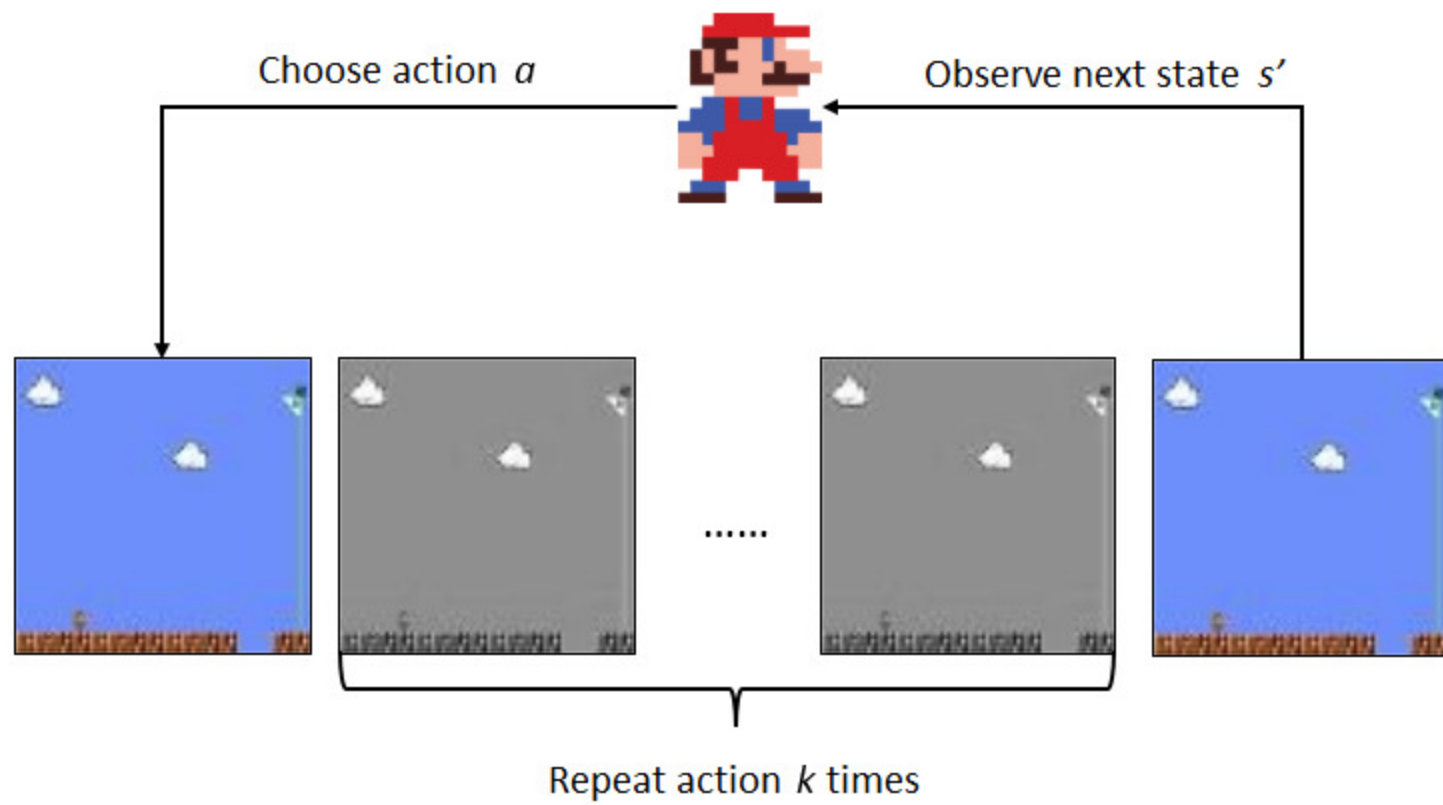 Choose action a
Observe next state s’
......
Repeat action k times